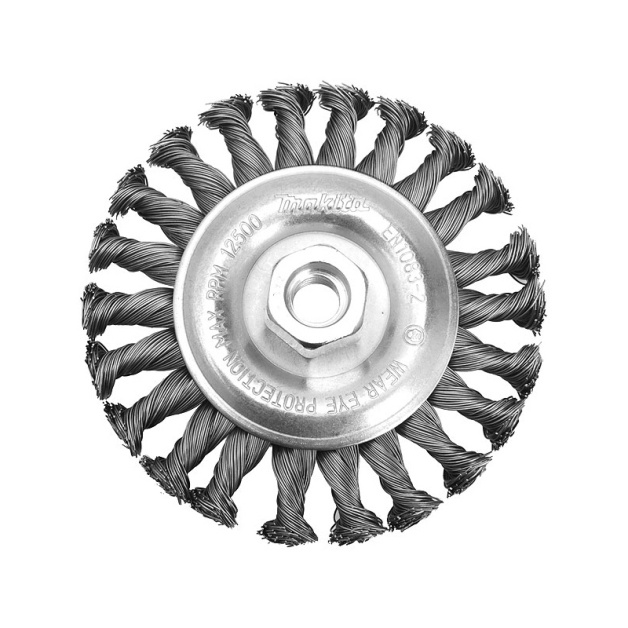 makita
EN1083-2
WEAR EYE PROTECTION MAX RPM 12500